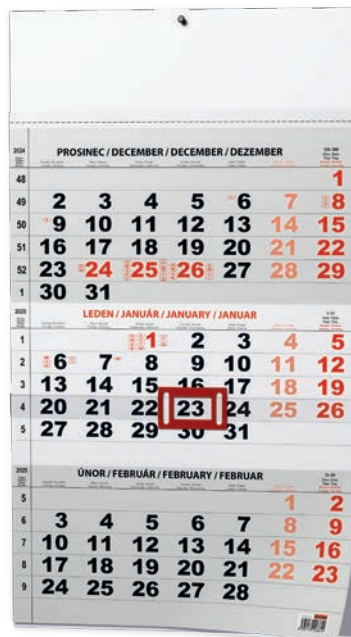 2024 PROSINEC / DECEMBER / DECEMBER / DEZEMBER
48 1
49 2 3 4 5 6 7 8
50 9 10 11 12 13 14 15
51 16 17 18 19 20 21 22
52 23 24 25 26 27 28 29
1 30 31
2025 LEDEN / JANUÁR / JANUARY / JANUAR
1 1 2 3 4 5
2 6 7 8 9 10 11 12
3 13 14 15 16 17 18 19
4 20 21 22 23 24 25 26
5 27 28 29 30 31
2025 ÚNOR / FEBRUÁR / FEBRUARY / FEBRUAR
5 1 2
6 3 4 5 6 7 8 9
7 10 11 12 13 14 15 16
8 17 18 19 20 21 22 23
9 24 25 26 27 28